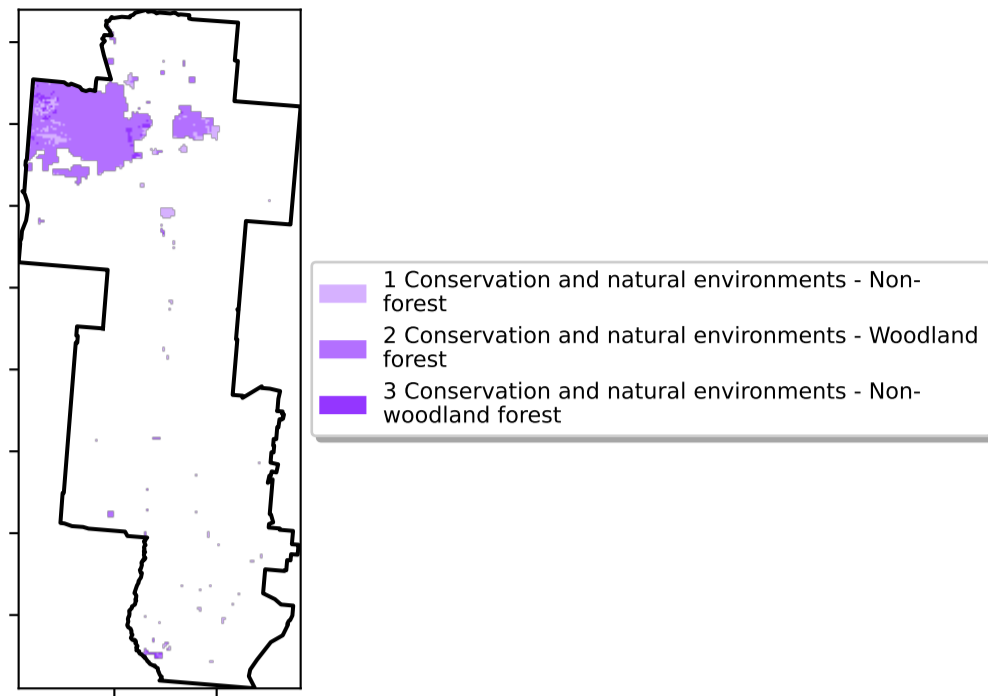 1 Conservation and natural environments - Non-
forest
2 Conservation and natural environments - Woodland
forest
3 Conservation and natural environments - Non-
woodland forest